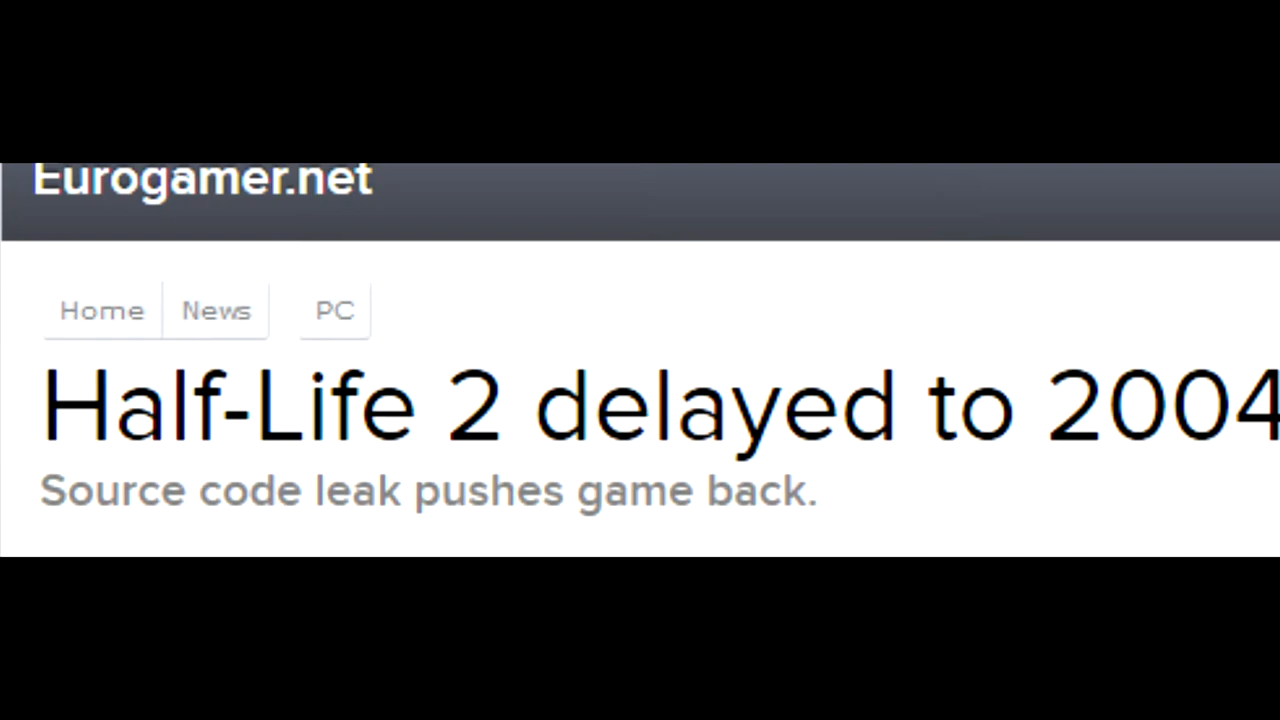 Eurogamer.net
Home News PC
Half-Life 2 delayed to 2004
Source code leak pushes game back.